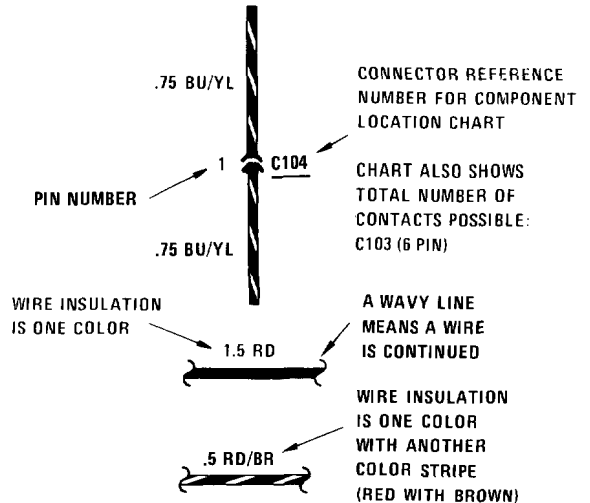 .75 BU/YL
CONNECTOR REFERENCE
NUMBER FOR COMPONENT
LOCATION CHART
1
C104
PIN NUMBER
CHART ALSO SHOWS
TOTAL NUMBER OF
CONTACTS POSSIBLE:
C103 (6 PIN)
.75 BU/YL
WIRE INSULATION
IS ONE COLOR
A WAVY LINE
MEANS A WIRE
IS CONTINUED
1.5 RD
WIRE INSULATION
IS ONE COLOR
WITH ANOTHER
COLOR STRIPE
(RED WITH BROWN)
.5 RD/BR